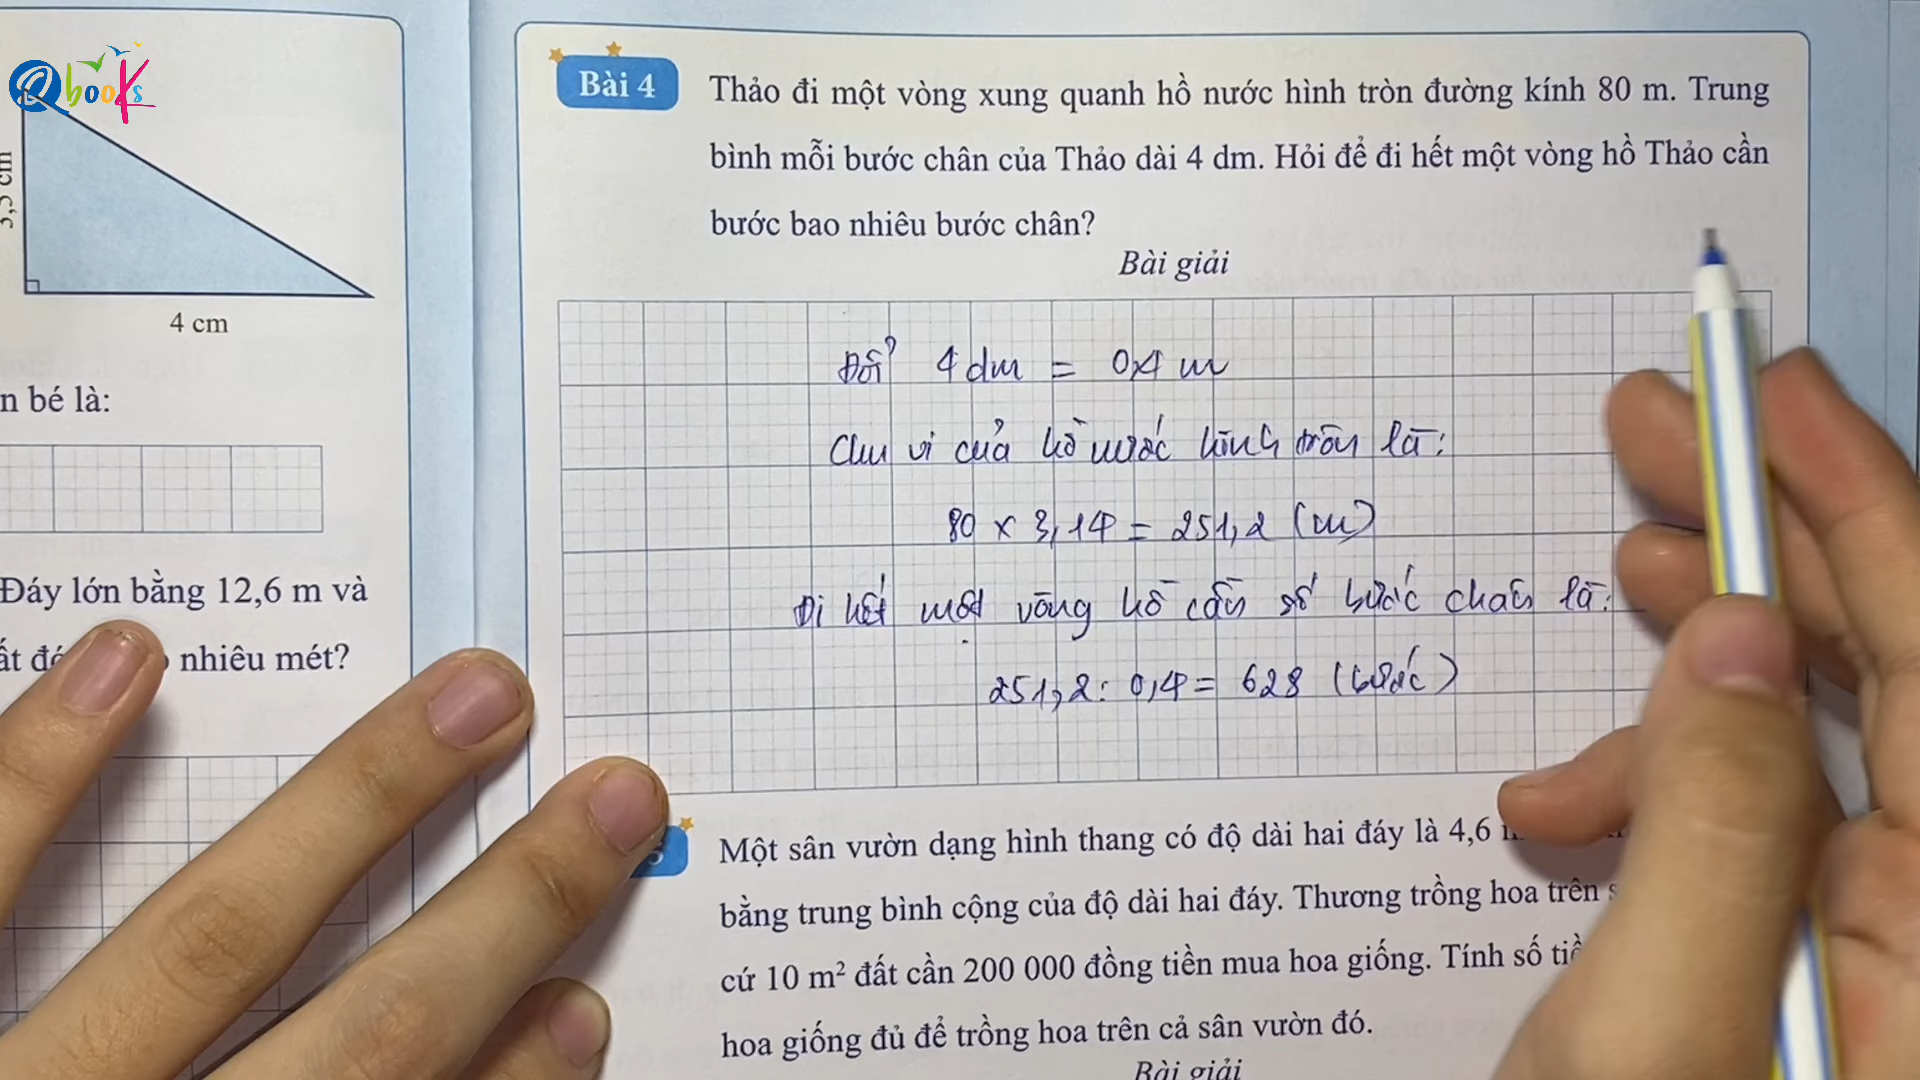 Qbooks
3,5 cm
4 cm
n bé là:
Đáy lớn bằng 12,6 m và
ất
nhiêu mét?
Bài 4
Thảo đi một vòng xung quanh hồ nước hình tròn đường kính 80 m. Trung
bình mỗi bước chân của Thảo dài 4 dm. Hỏi để đi hết một vòng hồ Thảo cần
bước bao nhiêu bước chân?
Bài giải
Đổi 4 dm = 0,4 m
Chu vi của hồ nước hình tròn là:
80 x 3,14 = 251,2 (m)
Đi hết một vòng hồ cần số bước chân là:
251,2 : 0,4 = 628 (bước)
Một sân vườn dạng hình thang có độ dài hai đáy là 4,6
bằng trung bình cộng của độ dài hai đáy. Thương trồng hoa trên
cứ 10 m² đất cần 200 000 đồng tiền mua hoa giống. Tính số
hoa giống đủ để trồng hoa trên cả sân vườn đó.
Bài giải